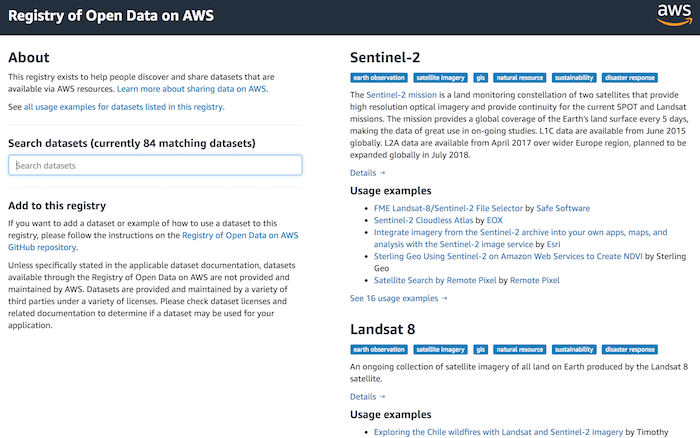 Registry of Open Data on AWS
aws
About
This registry exists to help people discover and share datasets that are
available via AWS resources. Learn more about sharing data on AWS.
See all usage examples for datasets listed in this registry.
Search datasets (currently 84 matching datasets)
Search datasets
Add to this registry
If you want to add a dataset or example of how to use a dataset to this
registry, please follow the instructions on the Registry of Open Data on AWS
GitHub repository.
Unless specifically stated in the applicable dataset documentation, datasets
available through the Registry of Open Data on AWS are not provided and
maintained by AWS. Datasets are provided and maintained by a variety of
third parties under a variety of licenses. Please check dataset licenses and
related documentation to determine if a dataset may be used for your
application.
Sentinel-2
earth observation satellite imagery gis natural resource sustainability disaster response
The Sentinel-2 mission is a land monitoring constellation of two satellites that provide
high resolution optical imagery and provide continuity for the current SPOT and Landsat
missions. The mission provides a global coverage of the Earth's land surface every 5 days,
making the data of great use in on-going studies. L1C data are available from June 2015
globally. L2A data are available from April 2017 over wider Europe region, planned to be
expanded globally in July 2018.
Details →
Usage examples
• FME Landsat-8/Sentinel-2 File Selector by Safe Software
• Sentinel-2 Cloudless Atlas by EOX
• Integrate imagery from the Sentinel-2 archive into your own apps, maps, and
analysis with the Sentinel-2 image service by Esri
• Sterling Geo Using Sentinel-2 on Amazon Web Services to Create NDVI by Sterling
Geo
• Satellite Search by Remote Pixel by Remote Pixel
See 16 usage examples →
Landsat 8
earth observation satellite imagery gis natural resource sustainability disaster response
An ongoing collection of satellite imagery of all land on Earth produced by the Landsat 8
satellite.
Details →
Usage examples
• Exploring the Chile wildfires with Landsat and Sentinel-2 imagery by Timothy